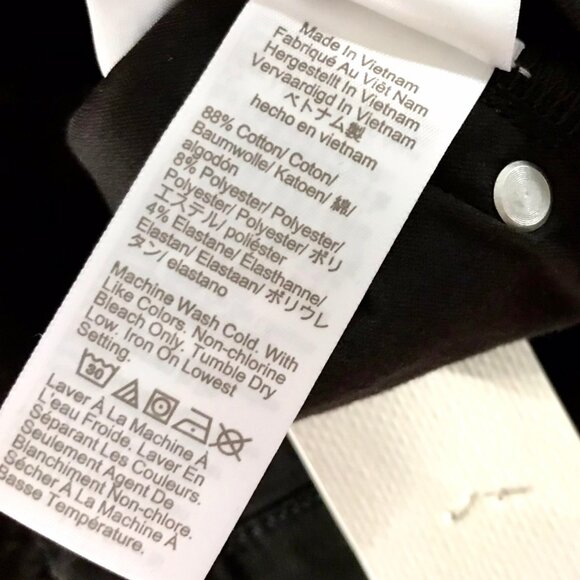 Made In Vietnam
Fabriqué Au Viêt Nam
Hergestellt In Vietnam
Vervaardigd In Vietnam
ベトナム製
hecho en vietnam
88% Cotton/ Coton/
Baumwolle/ Katoen/ 綿/
algodón
8% Polyester/ Polyester/
Polyester/ Polyester/ ポリ
エステル/ poliéster
4% Elastane/ Élasthanne/
Elastan/ Elastaan/ ポリウレ
タン/ elastano
Machine Wash Cold. With
Like Colors. Non-chlorine
Bleach Only. Tumble Dry
Low. Iron On Lowest
Setting.
30
Laver À La Machine À
L'eau Froide. Laver En
Séparant Les Couleurs.
Seulement Agent De
Blanchiment Non-chlore.
Sécher À La Machine À
Basse Température.